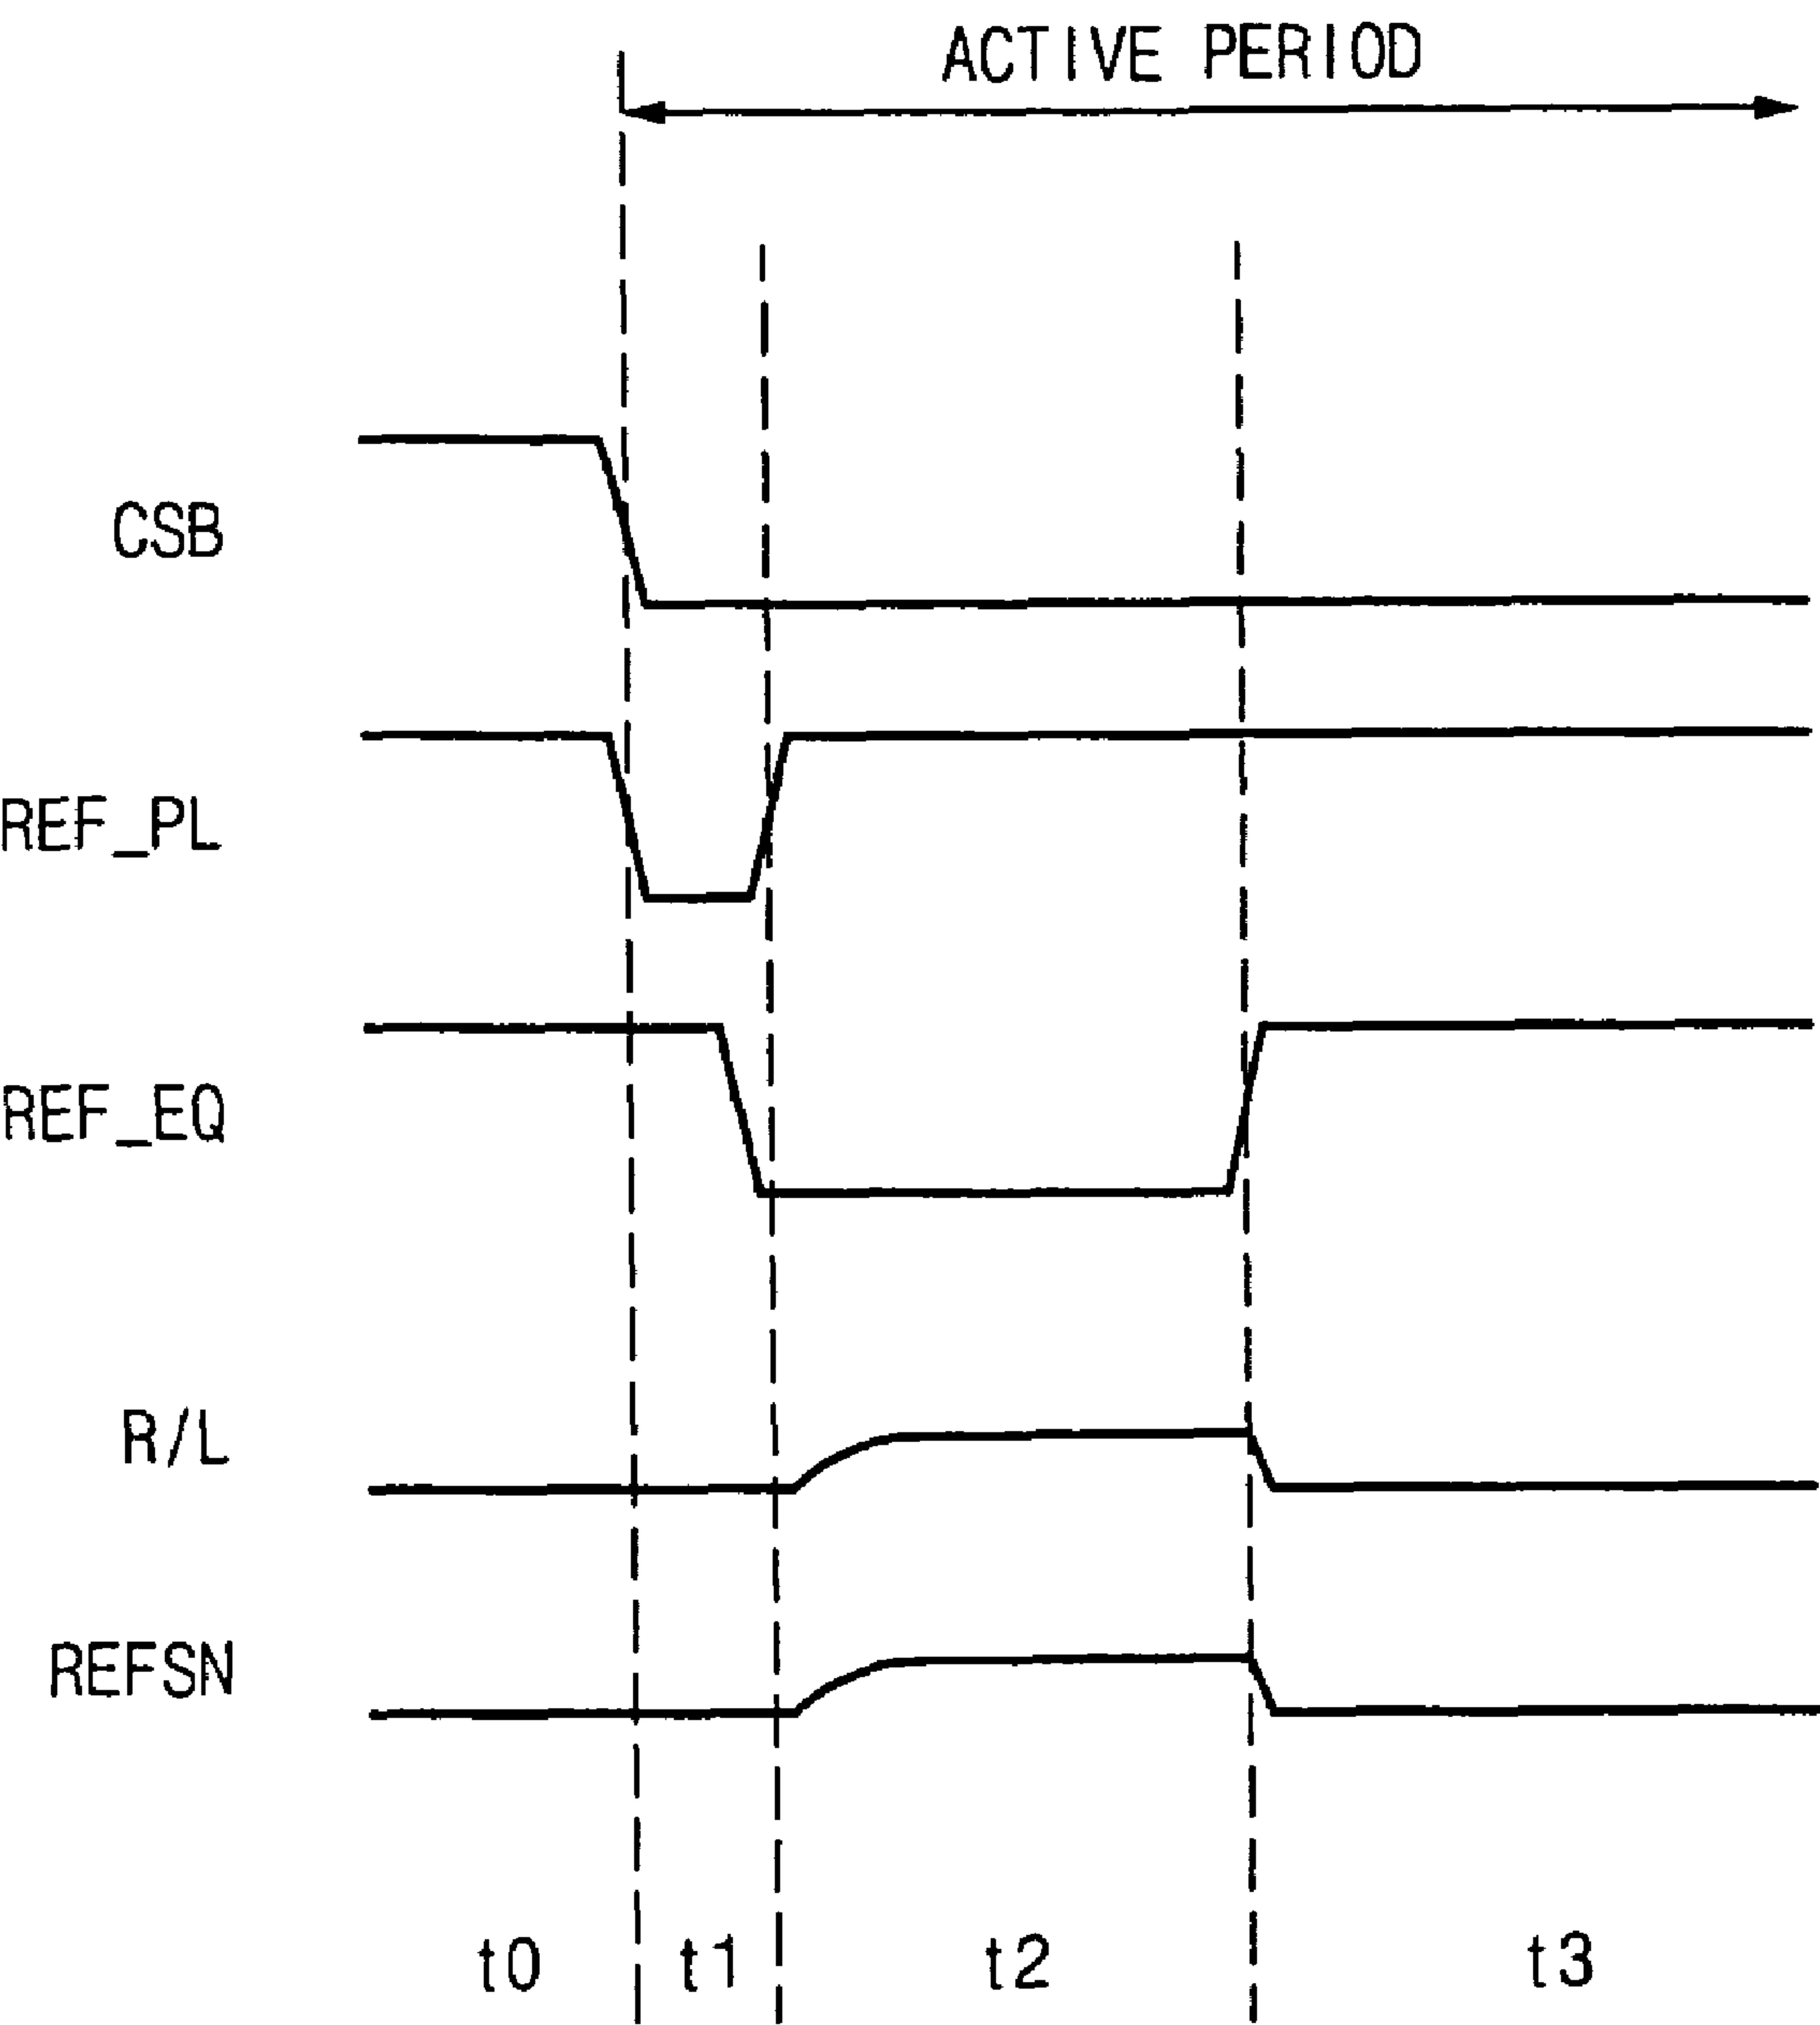 ACTIVE PERIOD
CSB
REF_PL
REF_EQ
R/L
REFSN
t0 t1 t2 t3